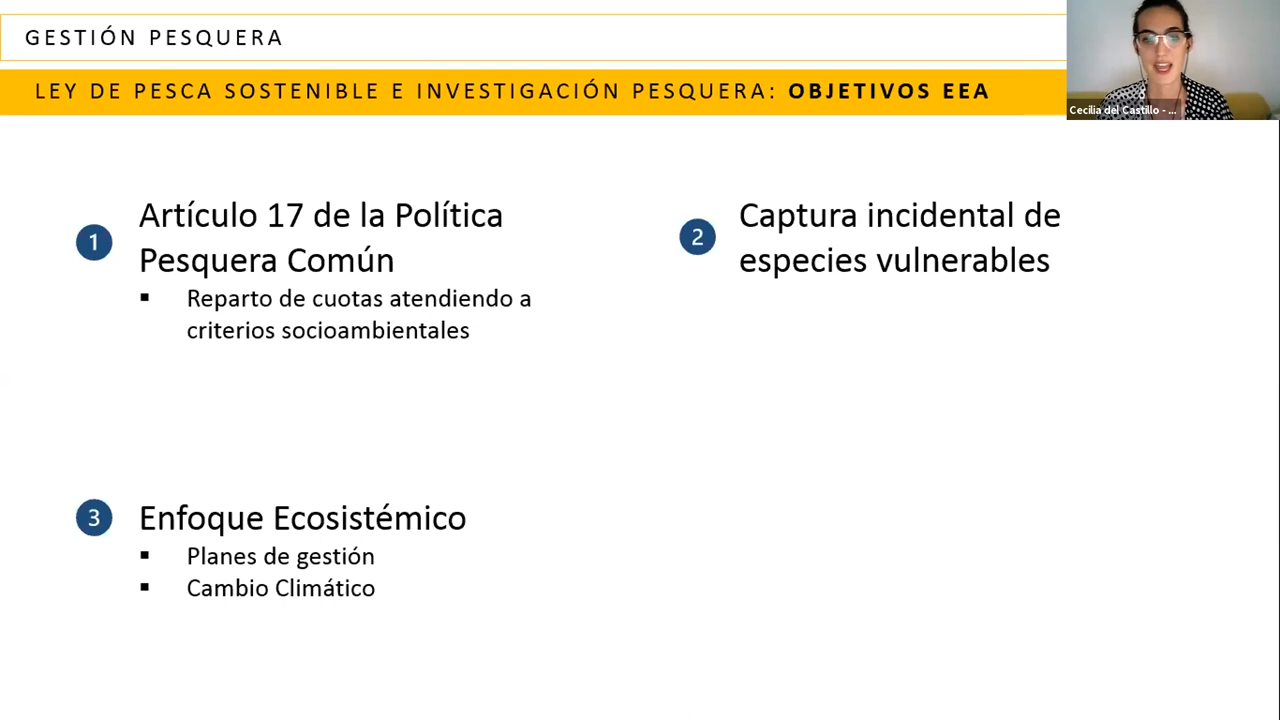 GESTIÓN PESQUERA
LEY DE PESCA SOSTENIBLE E INVESTIGACIÓN PESQUERA: OBJETIVOS EEA
Cecilia del Castillo - ...
1
Artículo 17 de la Política
Pesquera Común
▪ Reparto de cuotas atendiendo a
criterios socioambientales
2
Captura incidental de
especies vulnerables
3
Enfoque Ecosistémico
▪ Planes de gestión
▪ Cambio Climático